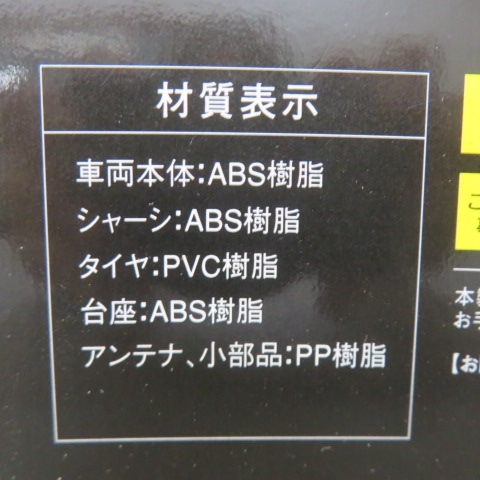 材質表示
車両本体：ABS樹脂
シャーシ：ABS樹脂
タイヤ：PVC樹脂
台座：ABS樹脂
アンテナ、小部品：PP樹脂
本
お手
【お